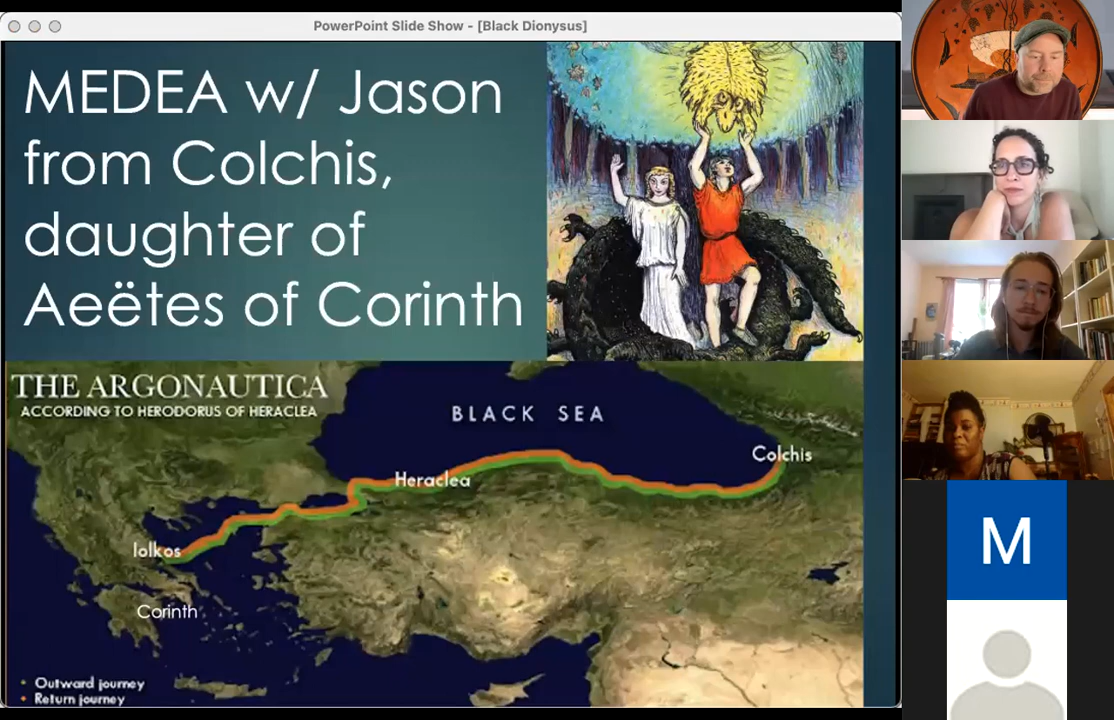 PowerPoint Slide Show - [Black Dionysus]
MEDEA w/ Jason
from Colchis,
daughter of
Aeëtes of Corinth
THE ARGONAUTICA
ACCORDING TO HERODORUS OF HERACLEA
BLACK SEA
Colchis
Heraclea
Iolkos
Corinth
• Outward journey
• Return journey
M